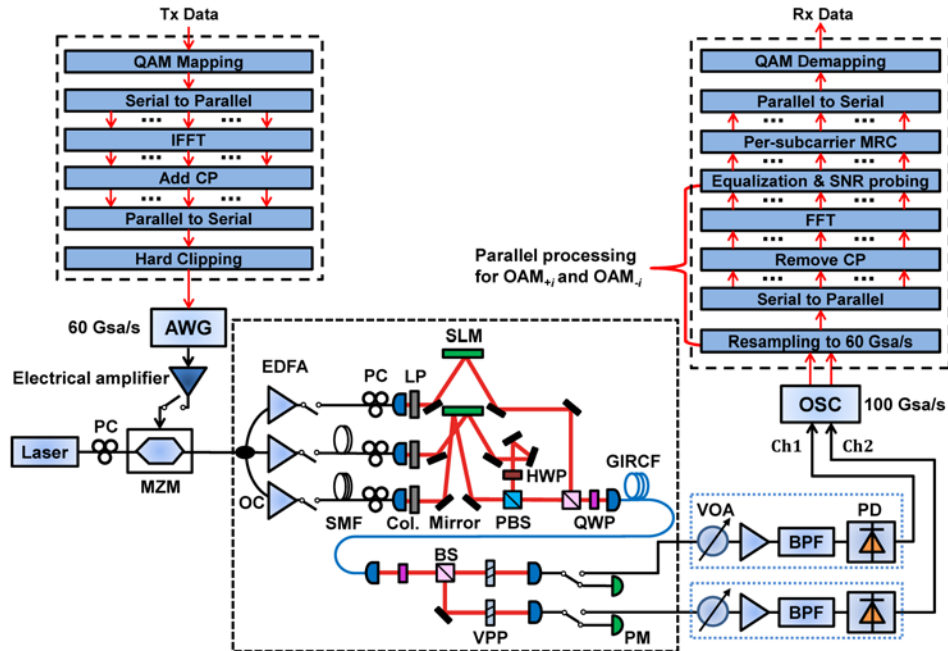 Tx Data
QAM Mapping
Serial to Parallel
...
...
IFFT
...
...
Add CP
...
...
Parallel to Serial
Hard Clipping
60 Gsa/s
AWG
Electrical amplifier
Laser
PC
MZM
OC
EDFA
SMF
PC
LP
Col.
SLM
Mirror
HWP
PBS
QWP
GIRCF
BS
VPP
PM
VOA
BPF
PD
BPF
Ch1
Ch2
OSC
100 Gsa/s
Rx Data
QAM Demapping
Parallel to Serial
...
...
Per-subcarrier MRC
...
...
Equalization & SNR probing
...
...
FFT
...
...
Remove CP
...
...
Serial to Parallel
Resampling to 60 Gsa/s
Parallel processing
for OAM+i and OAM-i